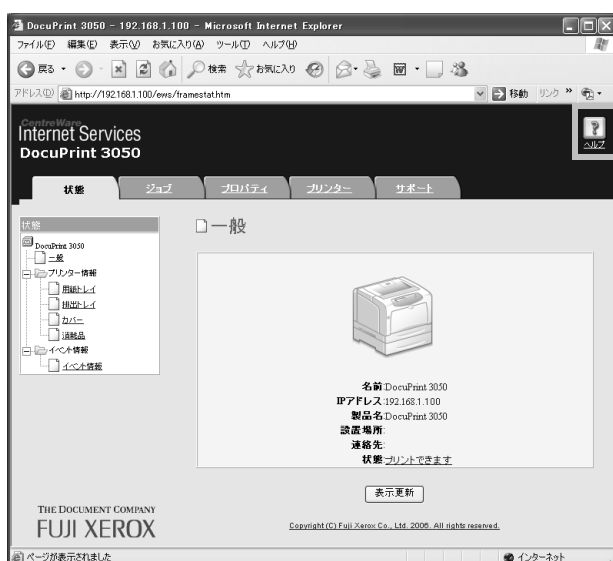 DocuPrint 3050 - 192.168.1.100 - Microsoft Internet Explorer
ファイル(F) 編集(E) 表示(V) お気に入り(A) ツール(T) ヘルプ(H)
戻る 検索 お気に入り
アドレス(D) http://192.168.1.100/ews/framestat.htm 移動 リンク »
CentreWare
Internet Services
DocuPrint 3050
ヘルプ
状態 ジョブ プロパティ プリンター サポート
状態
DocuPrint 3050
一般
プリンター情報
用紙トレイ
排出トレイ
カバー
消耗品
イベント情報
イベント情報
一般
名前:DocuPrint 3050
IPアドレス:192.168.1.100
製品名:DocuPrint 3050
設置場所:
連絡先:
状態:プリントできます
表示更新
THE DOCUMENT COMPANY
FUJI XEROX
Copyright (C) Fuji Xerox Co., Ltd. 2006. All rights reserved.
ページが表示されました インターネット